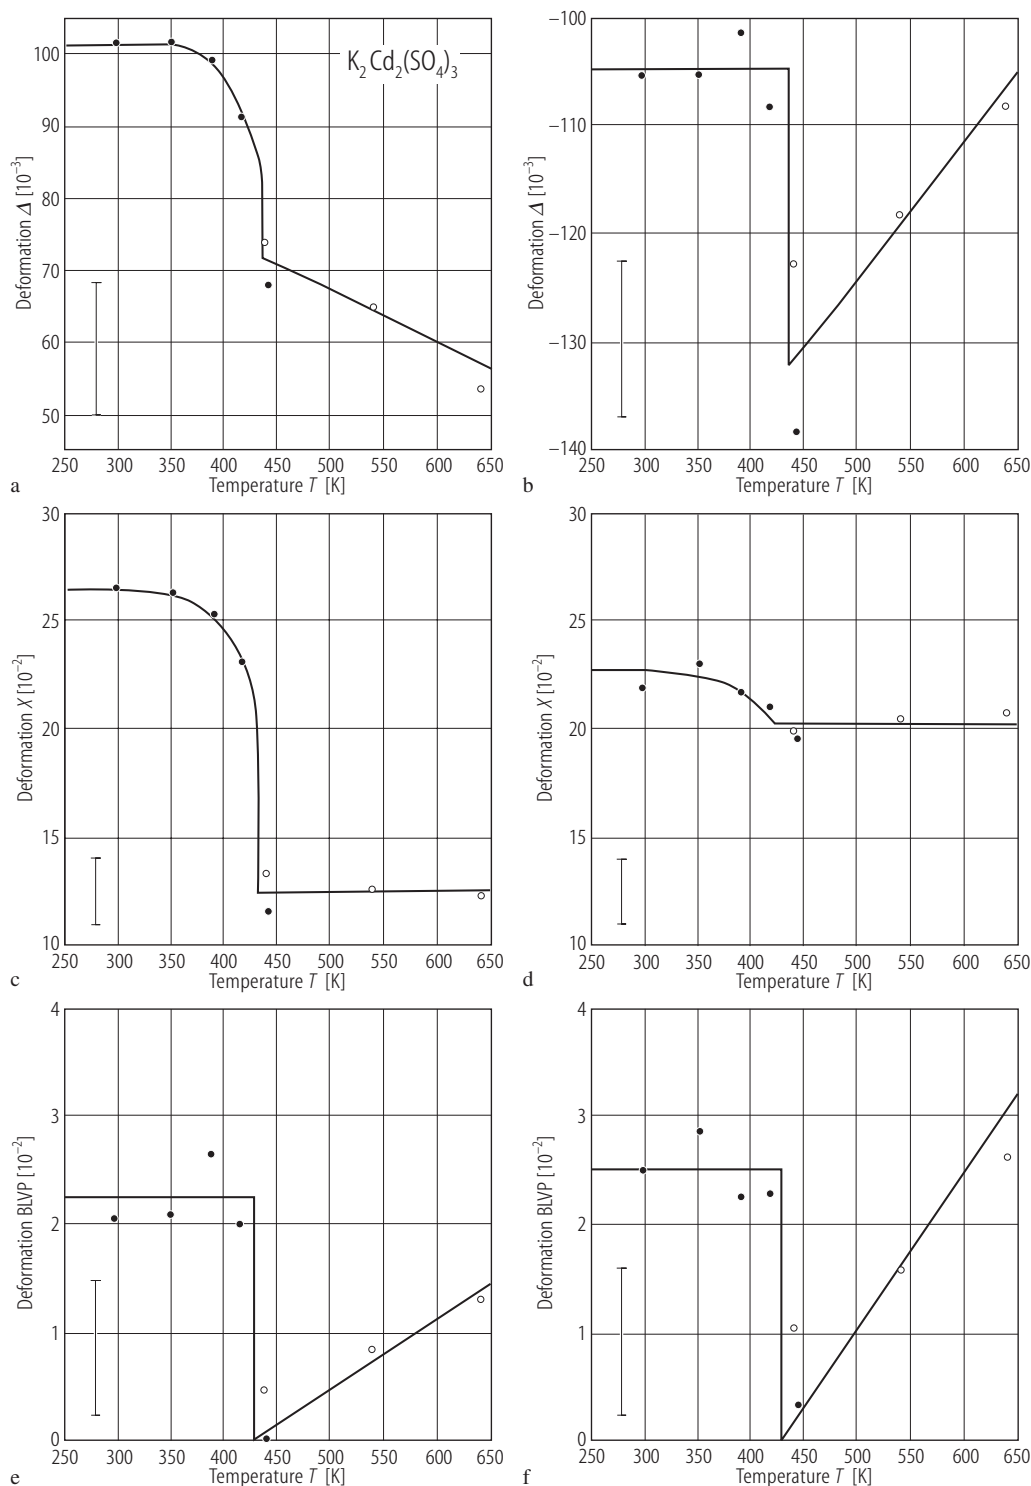 K2Cd2(SO4)3
Deformation Δ [10–3]
100
90
80
70
60
50
250 300 350 400 450 500 550 600 650
Temperature T [K]
a
Deformation Δ [10–3]
–100
–110
–120
–130
–140
250 300 350 400 450 500 550 600 650
Temperature T [K]
b
Deformation X [10–2]
30
25
20
15
10
250 300 350 400 450 500 550 600 650
Temperature T [K]
c
Deformation X [10–2]
30
25
20
15
10
250 300 350 400 450 500 550 600 650
Temperature T [K]
d
Deformation BLVP [10–2]
4
3
2
1
0
250 300 350 400 450 500 550 600 650
Temperature T [K]
e
Deformation BLVP [10–2]
4
3
2
1
0
250 300 350 400 450 500 550 600 650
Temperature T [K]
f